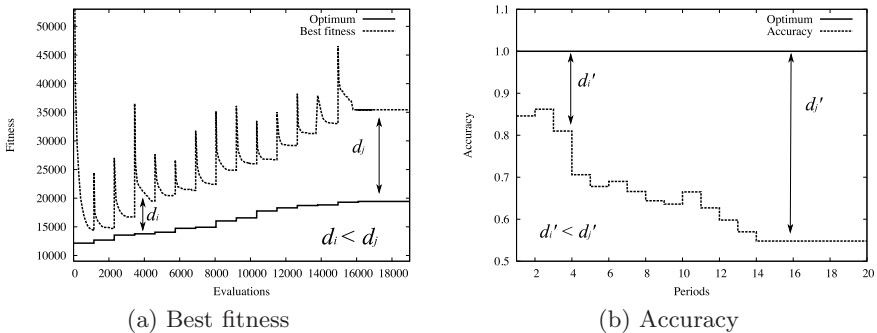 Optimum
Best fitness
50000
45000
40000
35000
30000
25000
20000
15000
10000
Fitness
d_j
d_i
d_i < d_j
0 2000 4000 6000 8000 10000 12000 14000 16000 18000
Evaluations
(a) Best fitness
Optimum
Accuracy
1.1
1.0
0.9
0.8
0.7
0.6
0.5
Accuracy
d_i'
d_j'
d_i' < d_j'
2 4 6 8 10 12 14 16 18 20
Periods
(b) Accuracy